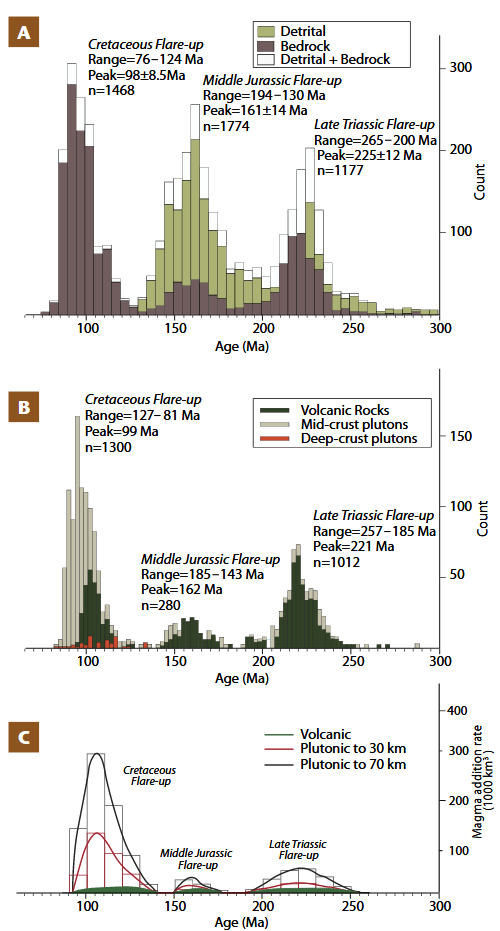 A
Detrital
Bedrock
Detrital + Bedrock
Cretaceous Flare-up
Range=76−124 Ma
Peak=98±8.5Ma
n=1468
Middle Jurassic Flare-up
Range=194−130 Ma
Peak=161±14 Ma
n=1774
Late Triassic Flare-up
Range=265−200 Ma
Peak=225±12 Ma
n=1177
300
200
100
Count
100
150
200
250
300
Age (Ma)
B
Cretaceous Flare-up
Range=127−81 Ma
Peak=99 Ma
n=1300
Volcanic Rocks
Mid-crust plutons
Deep-crust plutons
Middle Jurassic Flare-up
Range=185−143 Ma
Peak=162 Ma
n=280
Late Triassic Flare-up
Range=257−185 Ma
Peak=221 Ma
n=1012
150
100
50
Count
100
150
200
250
300
Age (Ma)
C
Volcanic
Plutonic to 30 km
Plutonic to 70 km
Cretaceous
Flare-up
Middle Jurassic
Flare-up
Late Triassic
Flare-up
400
300
200
100
Magma addition rate
(1000 km³)
100
150
200
250
300
Age (Ma)